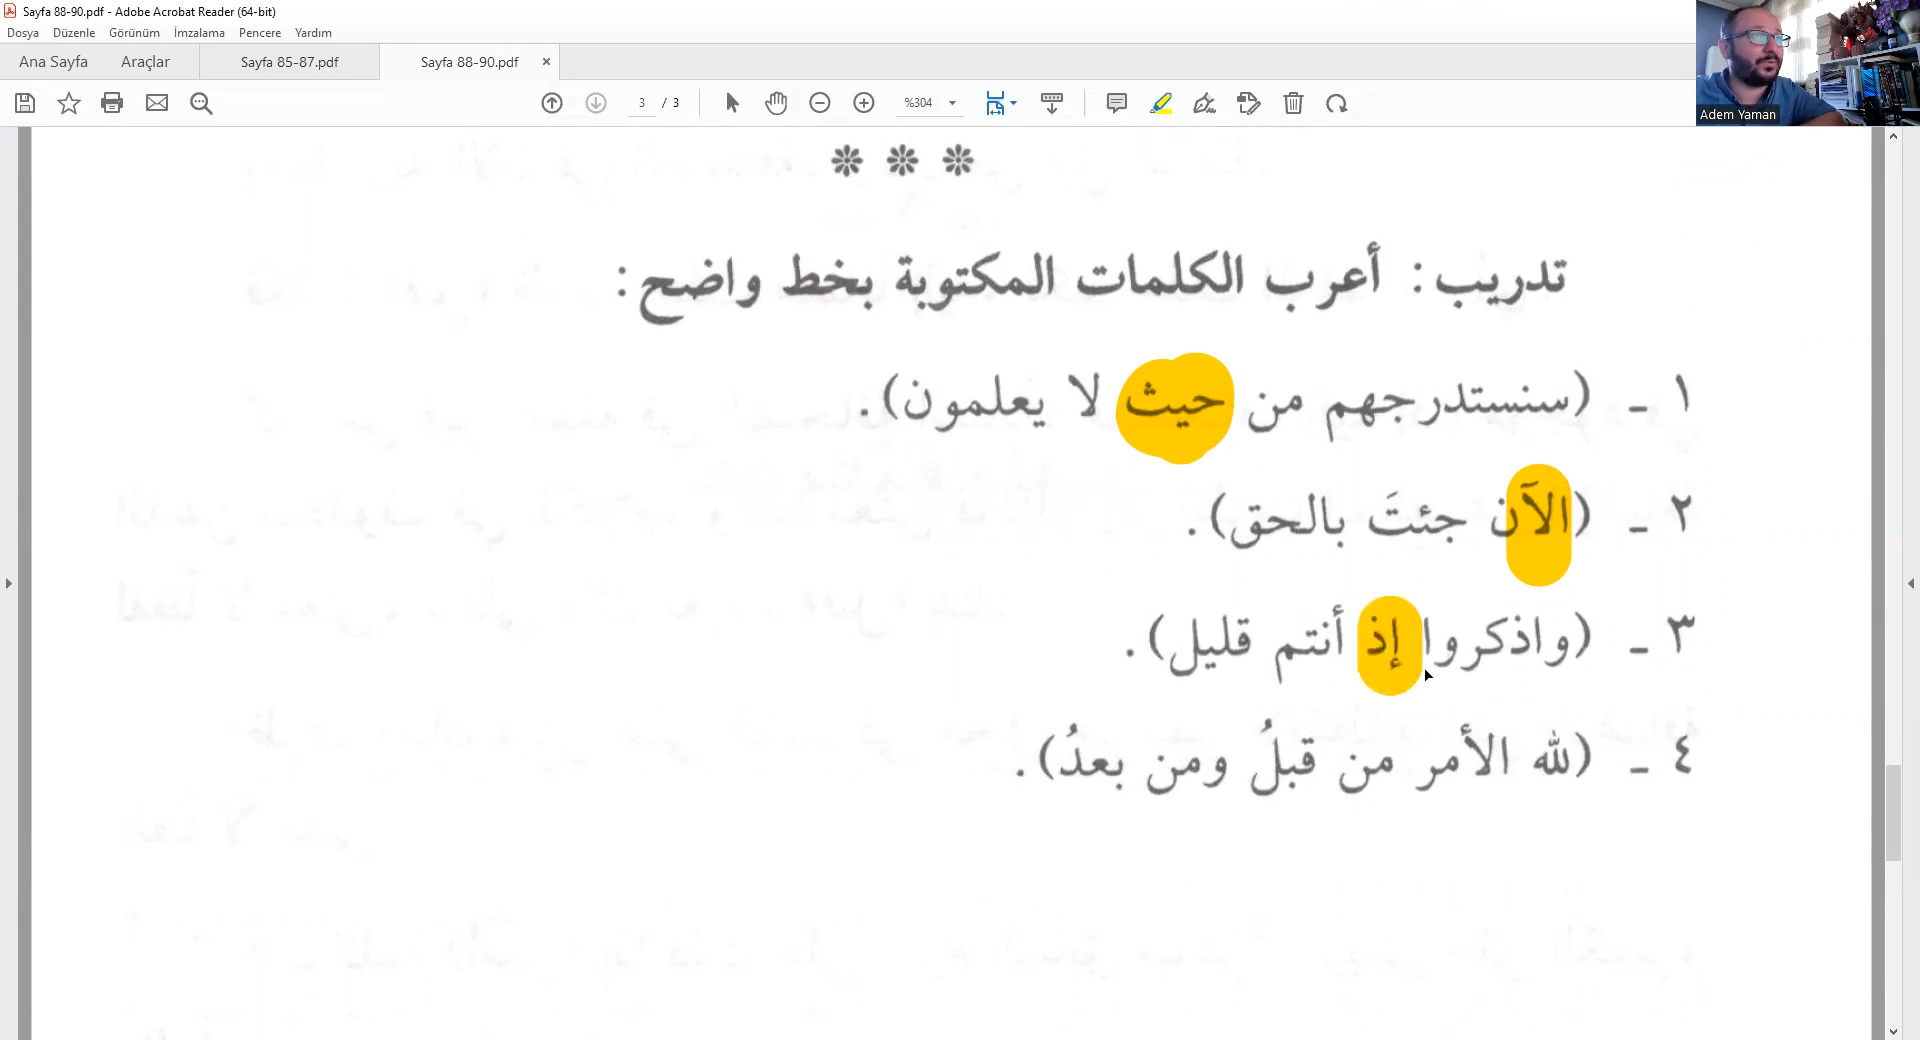 Sayfa 88-90.pdf - Adobe Acrobat Reader (64-bit)
Dosya Düzenle Görünüm İmzalama Pencere Yardım
Ana Sayfa Araçlar Sayfa 85-87.pdf Sayfa 88-90.pdf
3 / 3 %304
Adem Yaman
تدريب: أعرب الكلمات المكتوبة بخط واضح:
١ - (سنستدرجهم من حيث لا يعلمون).
٢ - (الآن جئتَ بالحق).
٣ - (واذكروا إذ أنتم قليل).
٤ - (لله الأمر من قبلُ ومن بعدُ).